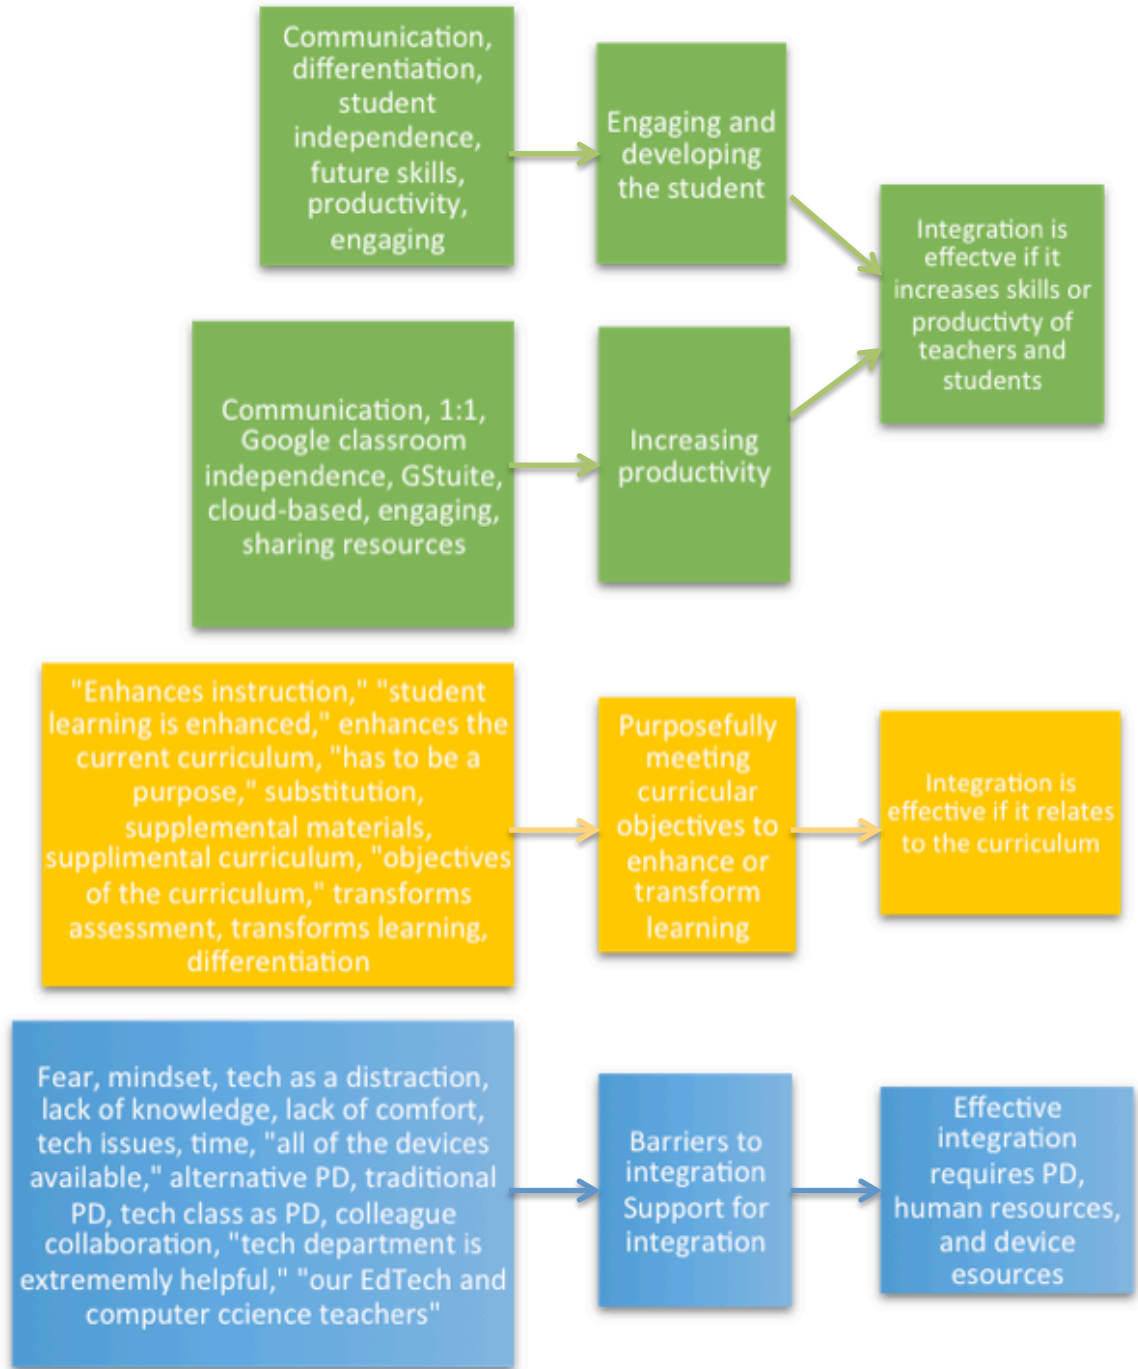 Communication,
differentiation,
student
independence,
future skills,
productivity,
engaging
Engaging and
developing
the student
Integration is
effectve if it
increases skills or
productivty of
teachers and
students
Communication, 1:1,
Google classroom
independence, GStuite,
cloud-based, engaging,
sharing resources
Increasing
productivity
"Enhances instruction," "student
learning is enhanced," enhances the
current curriculum, "has to be a
purpose," substitution,
supplemental materials,
supplimental curriculum, "objectives
of the curriculum," transforms
assessment, transforms learning,
differentiation
Purposefully
meeting
curricular
objectives to
enhance or
transform
learning
Integration is
effective if it relates
to the curriculum
Fear, mindset, tech as a distraction,
lack of knowledge, lack of comfort,
tech issues, time, "all of the devices
available," alternative PD, traditional
PD, tech class as PD, colleague
collaboration, "tech department is
extrememly helpful," "our EdTech and
computer ccience teachers"
Barriers to
integration
Support for
integration
Effective
integration
requires PD,
human resources,
and device
esources